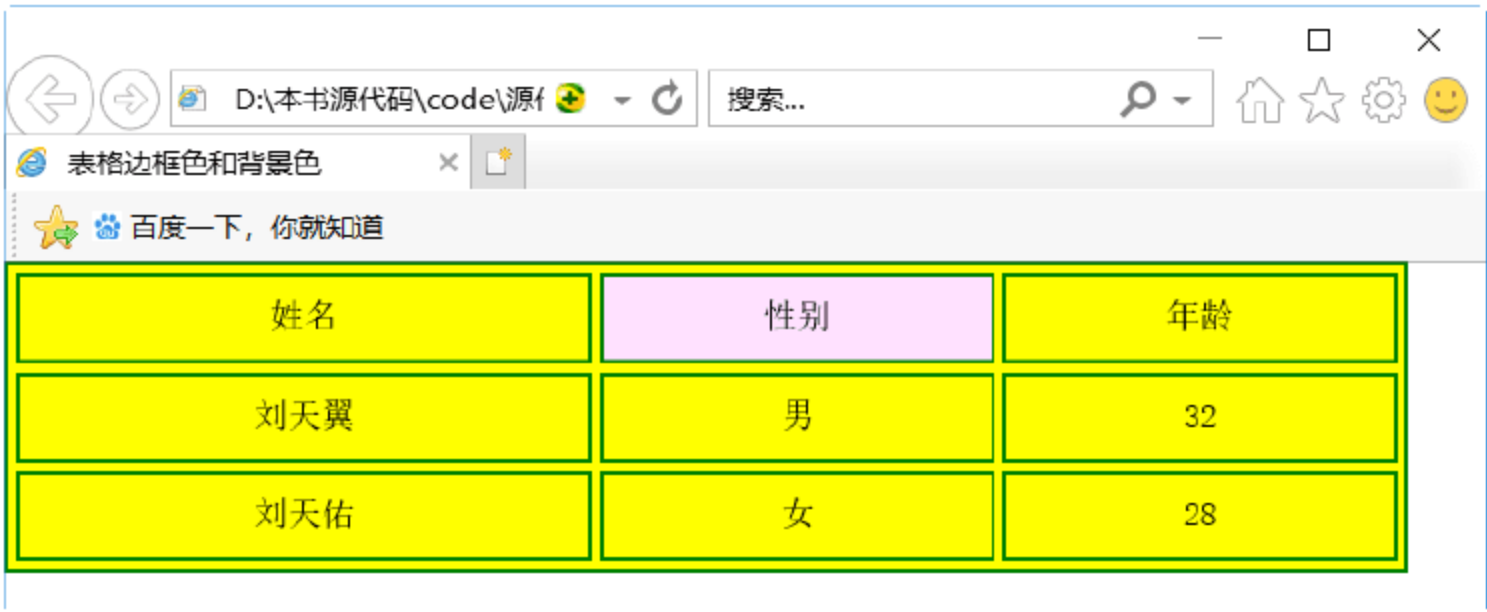 D:\本书源代码\code\源 搜索...
表格边框色和背景色
百度一下，你就知道
姓名 性别 年龄
刘天翼 男 32
刘天佑 女 28